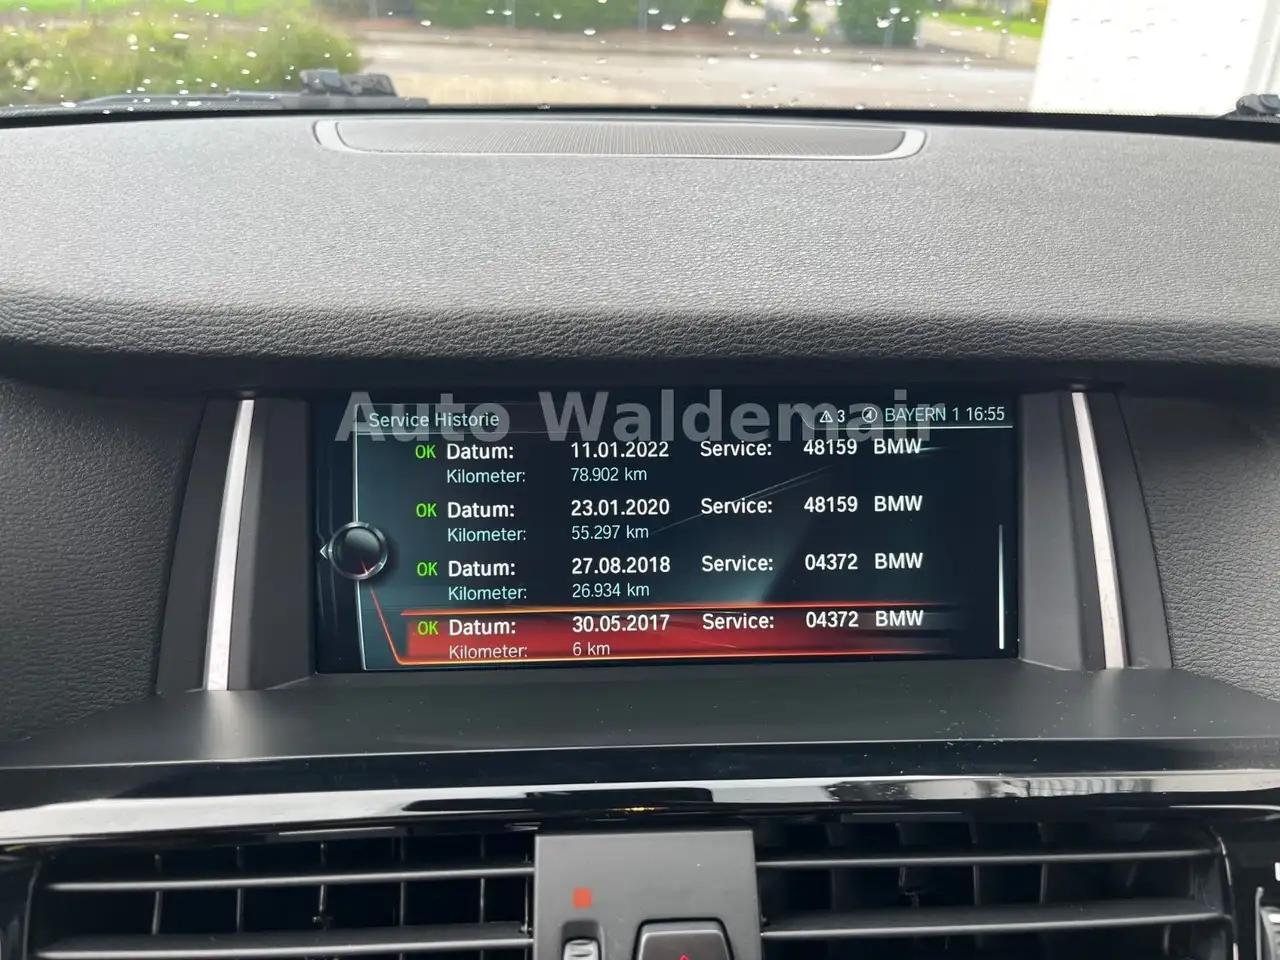 Auto Waldemair
Service Historie ⚠ 3 BAYERN 1 16:55
OK Datum: 11.01.2022 Service: 48159 BMW
Kilometer: 78.902 km
OK Datum: 23.01.2020 Service: 48159 BMW
Kilometer: 55.297 km
OK Datum: 27.08.2018 Service: 04372 BMW
Kilometer: 26.934 km
OK Datum: 30.05.2017 Service: 04372 BMW
Kilometer: 6 km